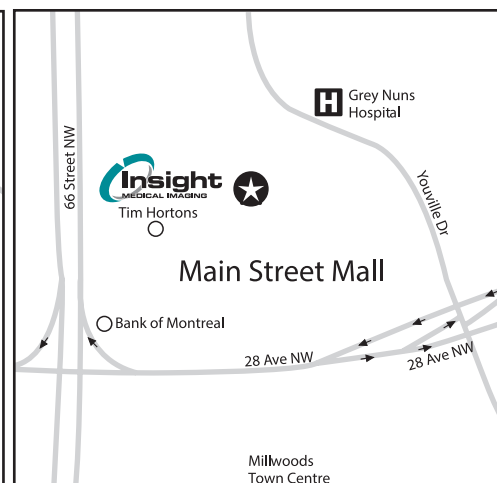 H
Grey Nuns
Hospital
66 Street NW
Insight
MEDICAL IMAGING
Youville Dr
Tim Hortons
Main Street Mall
Bank of Montreal
28 Ave NW
28 Ave NW
Millwoods
Town Centre